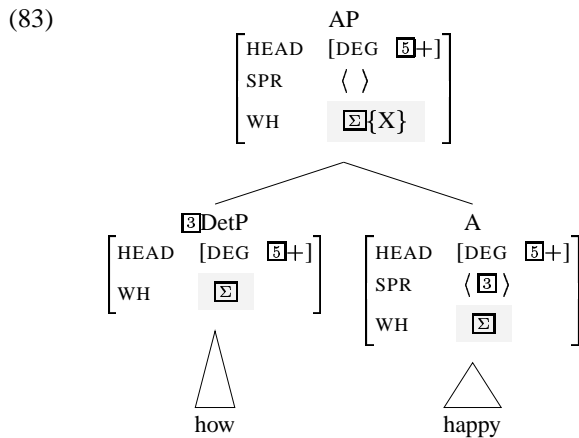 (83) AP
HEAD [DEG 5+]
SPR ⟨ ⟩
WH Σ{X}
3DetP A
HEAD [DEG 5+] HEAD [DEG 5+]
SPR ⟨ 3 ⟩
WH Σ
WH Σ
how happy